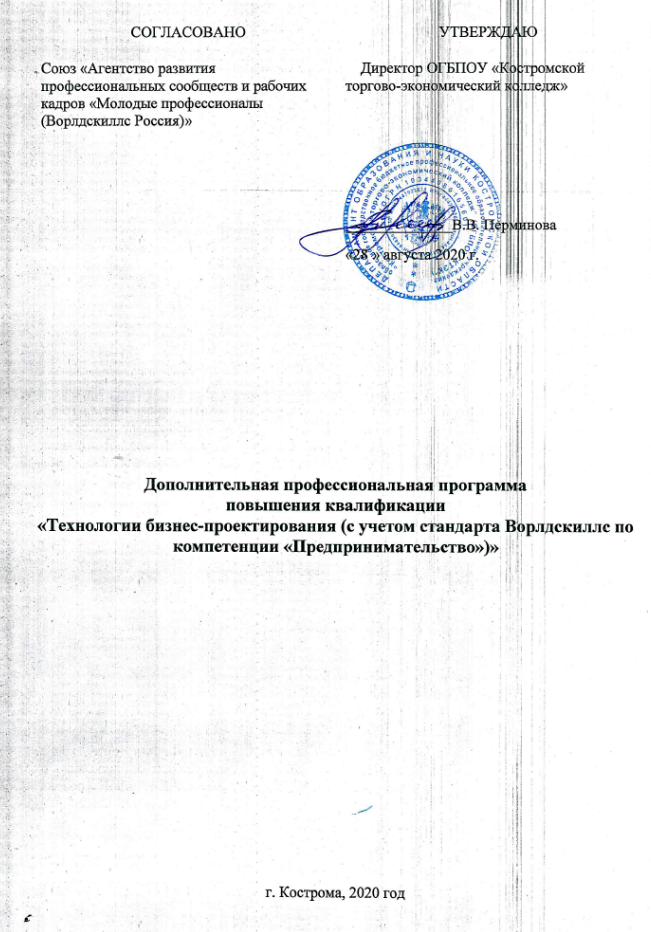 СОГЛАСОВАНО
Союз «Агентство развития
профессиональных сообществ и рабочих
кадров «Молодые профессионалы
(Ворлдскиллс Россия)»
УТВЕРЖДАЮ
Директор ОГБПОУ «Костромской
торгово-экономический колледж»
В.В. Перминова
«28 » августа 2020 г.
Дополнительная профессиональная программа
повышения квалификации
«Технологии бизнес-проектирования (с учетом стандарта Ворлдскиллс по
компетенции «Предпринимательство»)»
г. Кострома, 2020 год